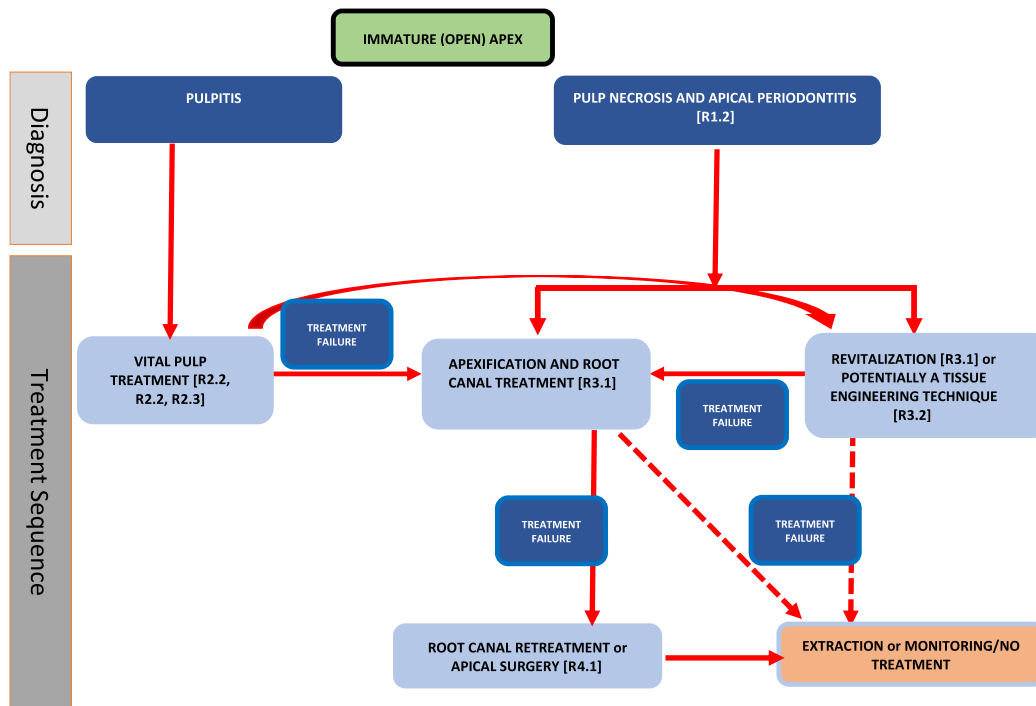 IMMATURE (OPEN) APEX
Diagnosis
PULPITIS
PULP NECROSIS AND APICAL PERIODONTITIS
[R1.2]
Treatment Sequence
TREATMENT
FAILURE
VITAL PULP
TREATMENT [R2.2,
R2.2, R2.3]
APEXIFICATION AND ROOT
CANAL TREATMENT [R3.1]
REVITALIZATION [R3.1] or
POTENTIALLY A TISSUE
ENGINEERING TECHNIQUE
[R3.2]
TREATMENT
FAILURE
TREATMENT
FAILURE
TREATMENT
FAILURE
ROOT CANAL RETREATMENT or
APICAL SURGERY [R4.1]
EXTRACTION or MONITORING/NO
TREATMENT